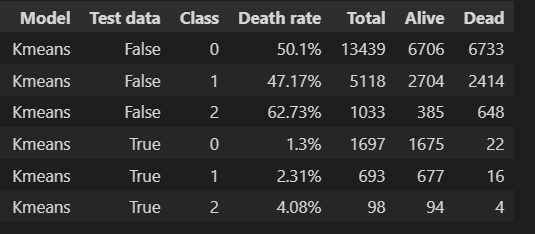 Model Test data Class Death rate Total Alive Dead
Kmeans False 0 50.1% 13439 6706 6733
Kmeans False 1 47.17% 5118 2704 2414
Kmeans False 2 62.73% 1033 385 648
Kmeans True 0 1.3% 1697 1675 22
Kmeans True 1 2.31% 693 677 16
Kmeans True 2 4.08% 98 94 4